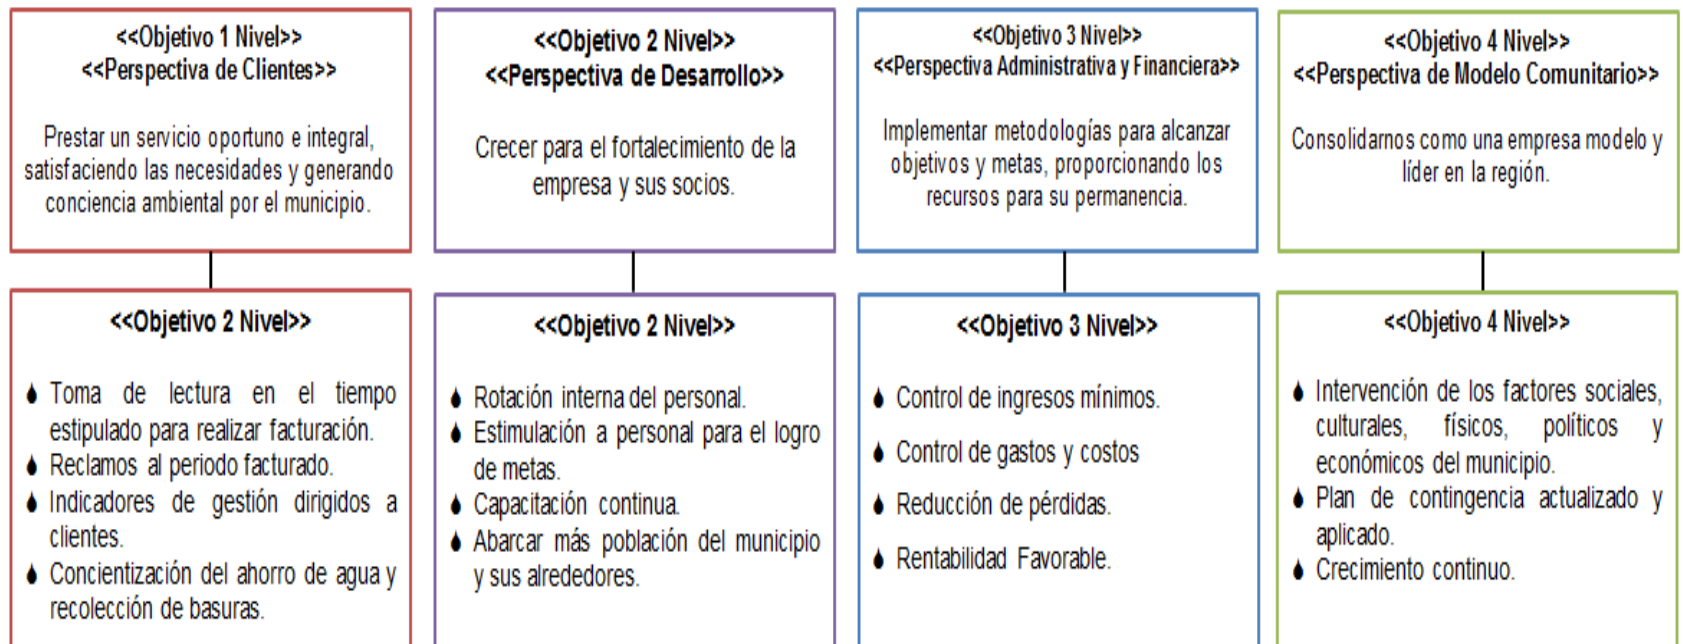 <<Objetivo 1 Nivel>>
<<Perspectiva de Clientes>>
Prestar un servicio oportuno e integral,
satisfaciendo las necesidades y generando
conciencia ambiental por el municipio.
<<Objetivo 2 Nivel>>
Toma de lectura en el tiempo
estipulado para realizar facturación.
Reclamos al periodo facturado.
Indicadores de gestión dirigidos a
clientes.
Concientización del ahorro de agua y
recolección de basuras.
<<Objetivo 2 Nivel>>
<<Perspectiva de Desarrollo>>
Crecer para el fortalecimiento de la
empresa y sus socios.
<<Objetivo 2 Nivel>>
Rotación interna del personal.
Estimulación a personal para el logro
de metas.
Capacitación continua.
Abarcar más población del municipio
y sus alrededores.
<<Objetivo 3 Nivel>>
<<Perspectiva Administrativa y Financiera>>
Implementar metodologías para alcanzar
objetivos y metas, proporcionando los
recursos para su permanencia.
<<Objetivo 3 Nivel>>
Control de ingresos mínimos.
Control de gastos y costos
Reducción de pérdidas.
Rentabilidad Favorable.
<<Objetivo 4 Nivel>>
<<Perspectiva de Modelo Comunitario>>
Consolidarnos como una empresa modelo y
líder en la región.
<<Objetivo 4 Nivel>>
Intervención de los factores sociales,
culturales, físicos, políticos y
económicos del municipio.
Plan de contingencia actualizado y
aplicado.
Crecimiento continuo.